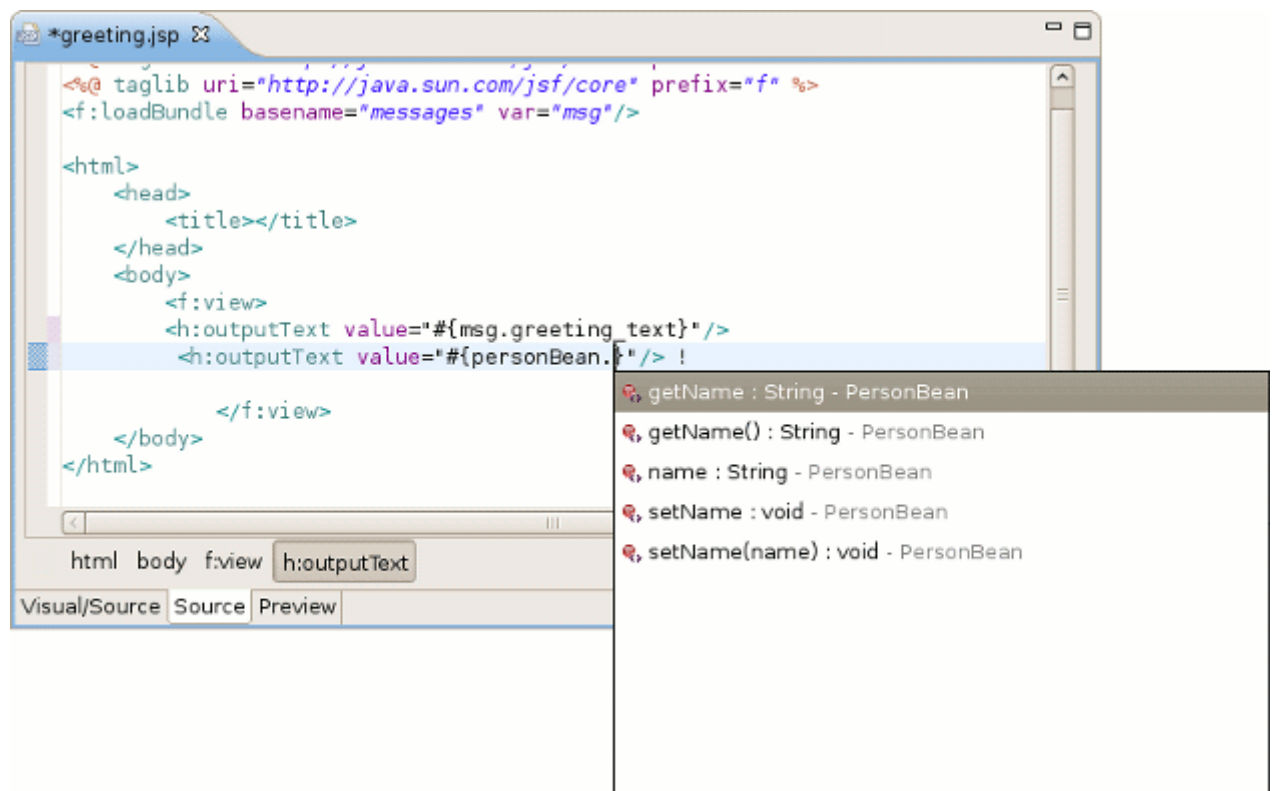 *greeting.jsp
<%@ taglib uri="http://java.sun.com/jsf/core" prefix="f" %>
<f:loadBundle basename="messages" var="msg"/>
<html>
<head>
<title></title>
</head>
<body>
<f:view>
<h:outputText value="#{msg.greeting_text}"/>
<h:outputText value="#{personBean.}"/> !
</f:view>
</body>
</html>
getName : String - PersonBean
getName() : String - PersonBean
name : String - PersonBean
setName : void - PersonBean
setName(name) : void - PersonBean
html body f:view h:outputText
Visual/Source Source Preview